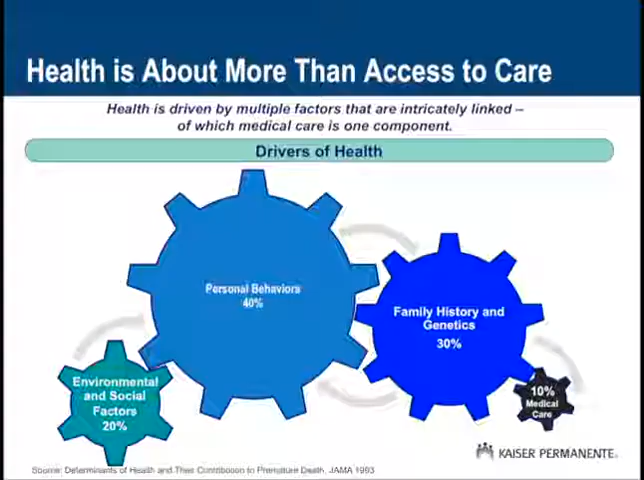 Health is About More Than Access to Care
Health is driven by multiple factors that are intricately linked –
of which medical care is one component.
Drivers of Health
Personal Behaviors
40%
Family History and
Genetics
30%
Environmental
and Social
Factors
20%
10%
Medical
Care
KAISER PERMANENTE®
Source: Determinants of Health and Their Contribution to Premature Death, JAMA 1993